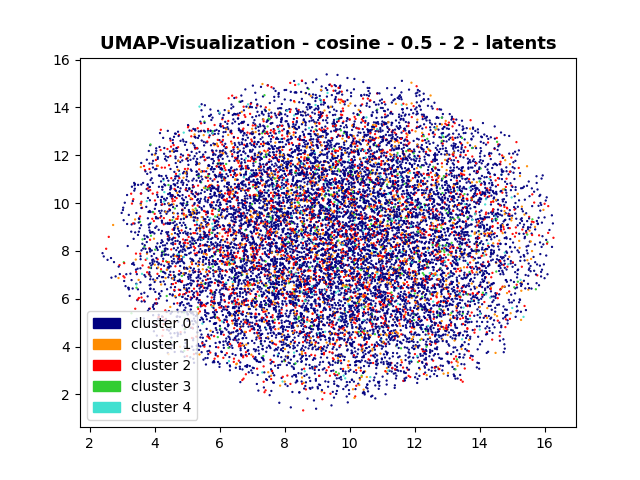 UMAP-Visualization - cosine - 0.5 - 2 - latents
16
14
12
10
8
6
4
2
cluster 0
cluster 1
cluster 2
cluster 3
cluster 4
2 4 6 8 10 12 14 16